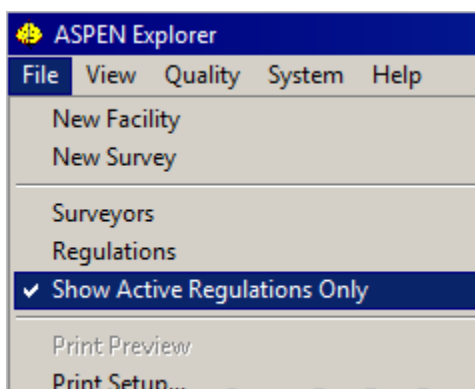 ASPEN Explorer
File View Quality System Help
New Facility
New Survey
Surveyors
Regulations
Show Active Regulations Only
Print Preview
Print Setup...